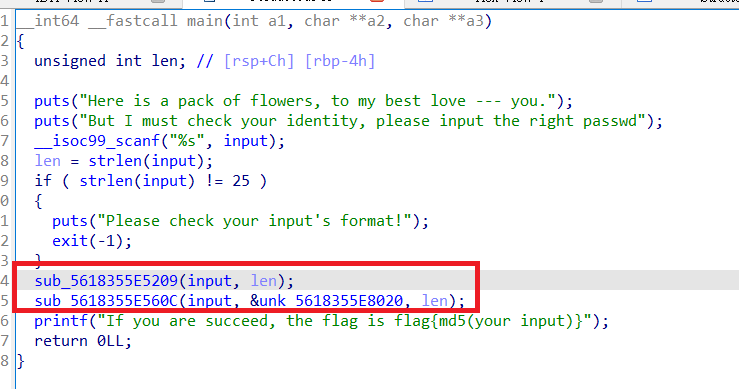 1 __int64 __fastcall main(int a1, char **a2, char **a3)
2 {
3 unsigned int len; // [rsp+Ch] [rbp-4h]
4
5 puts("Here is a pack of flowers, to my best love --- you.");
6 puts("But I must check your identity, please input the right passwd");
7 __isoc99_scanf("%s", input);
8 len = strlen(input);
9 if ( strlen(input) != 25 )
0 {
1 puts("Please check your input's format!");
2 exit(-1);
3 }
4 sub_5618355E5209(input, len);
5 sub_5618355E560C(input, &unk_5618355E8020, len);
6 printf("If you are succeed, the flag is flag{md5(your input)}");
7 return 0LL;
8 }